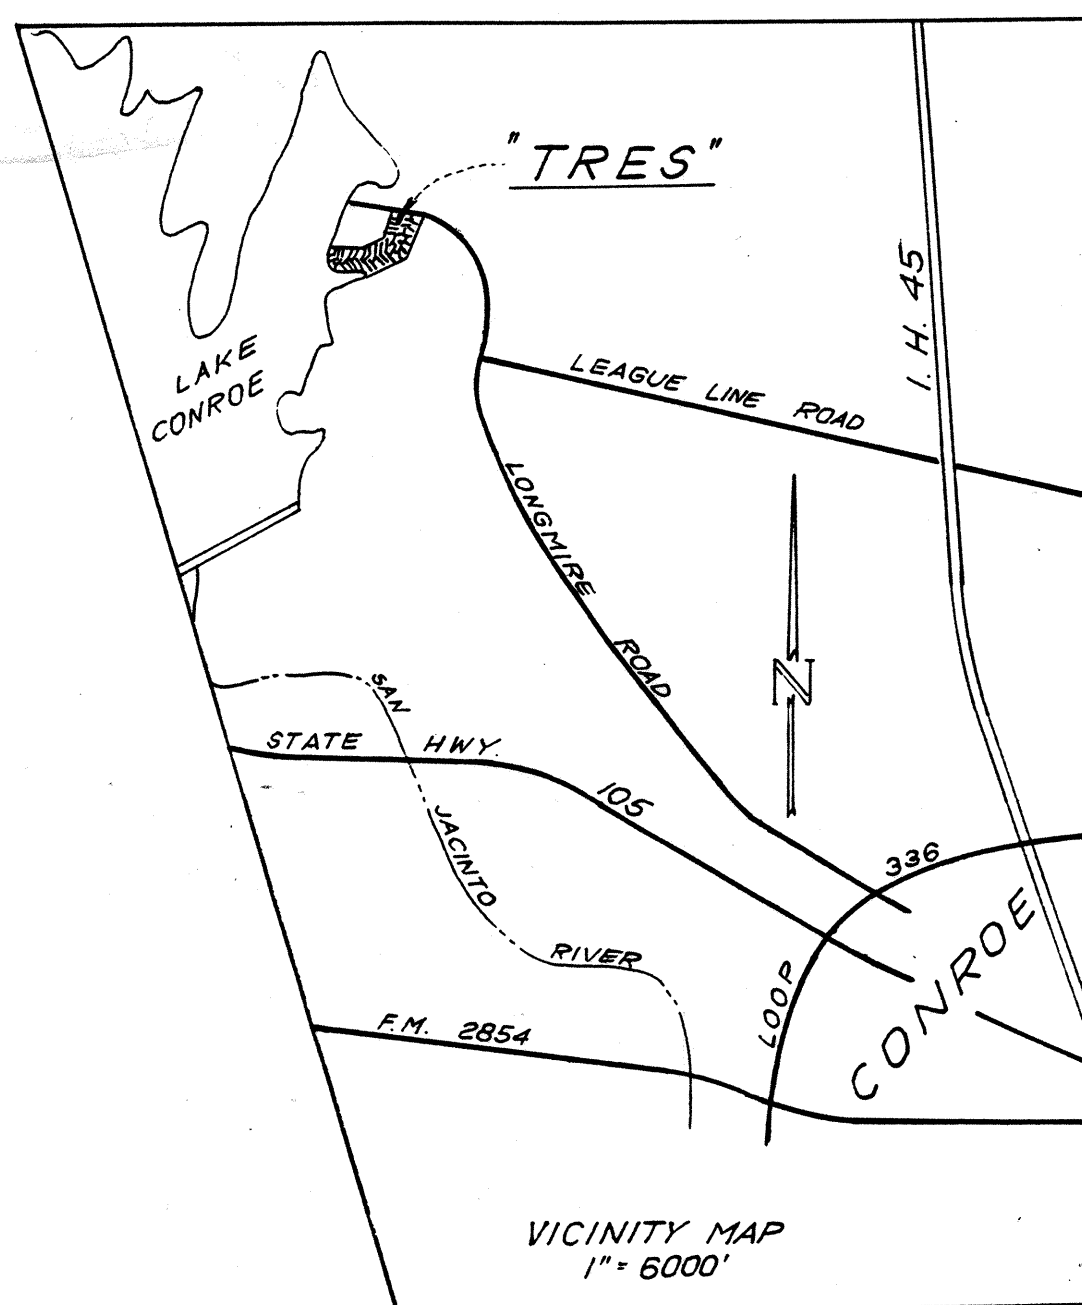 "TRES"
I. H. 45
LAKE
CONROE
LEAGUE LINE ROAD
LONGMIRE ROAD
N
SAN JACINTO RIVER
STATE HWY. 105
336
LOOP
CONROE
F.M. 2854
VICINITY MAP
1" = 6000'